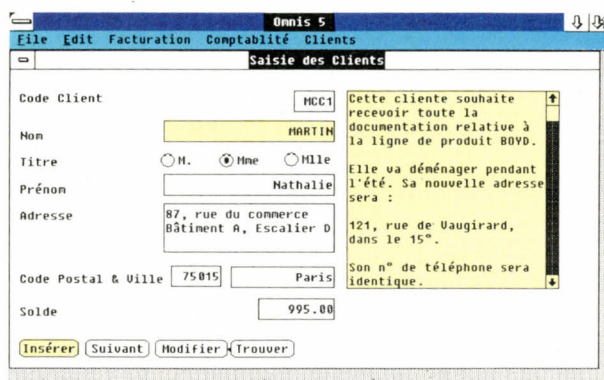 Omnis 5
File Edit Facturation Comptablité Clients
Saisie des Clients
Code Client MCC1
Nom MARTIN
Titre M. Mme Mlle
Prénom Nathalie
Adresse 87, rue du commerce
Bâtiment A, Escalier D
Code Postal & Ville 75015 Paris
Solde 995.00
Insérer Suivant Modifier Trouver
Cette cliente souhaite
recevoir toute la
documentation relative à
la ligne de produit BOYD.
Elle va déménager pendant
l'été. Sa nouvelle adresse
sera :
121, rue de Vaugirard,
dans le 15°.
Son n° de téléphone sera
identique.